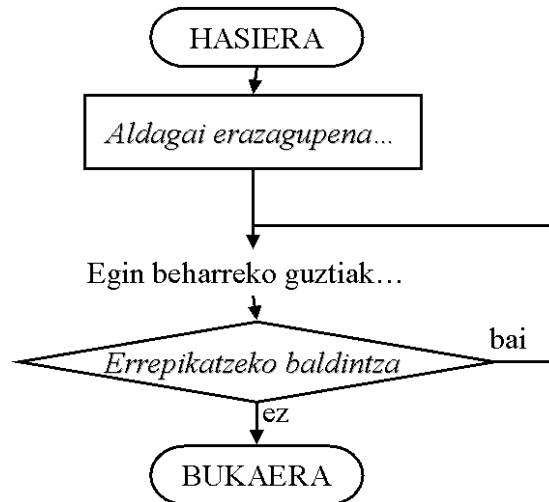 HASIERA
Aldagai erazagupena...
Egin beharreko guztiak…
Errepikatzeko baldintza
bai
ez
BUKAERA